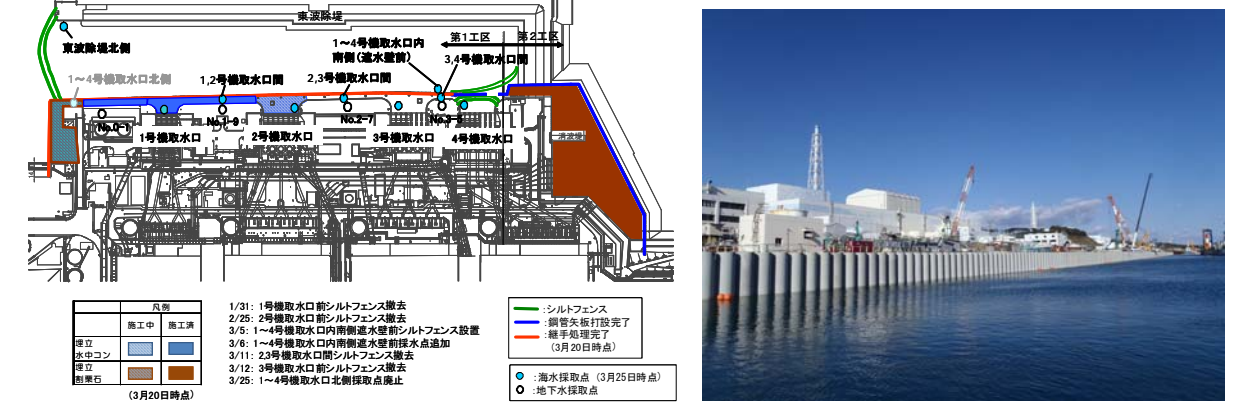 東波除堤
東波除堤北側
1～4号機取水口北側
1,2号機取水口間
2,3号機取水口間
1～4号機取水口内
南側(遮水壁前)
第1工区
第2工区
3,4号機取水口間
No.0-1
No.1-9
No.2-7
No.3-5
1号機取水口
2号機取水口
3号機取水口
4号機取水口
凡例
施工中
施工済
埋立
水中コン
埋立
割栗石
(3月20日時点)
1/31: 1号機取水口前シルトフェンス撤去
2/25: 2号機取水口前シルトフェンス撤去
3/5: 1～4号機取水口内南側遮水壁前シルトフェンス設置
3/6: 1～4号機取水口内南側遮水壁前採水点追加
3/11: 2,3号機取水口間シルトフェンス撤去
3/12: 3号機取水口前シルトフェンス撤去
3/25: 1～4号機取水口北側採取点廃止
:シルトフェンス
:鋼管矢板打設完了
:継手処理完了
(3月20日時点)
:海水採取点 (3月25日時点)
:地下水採取点